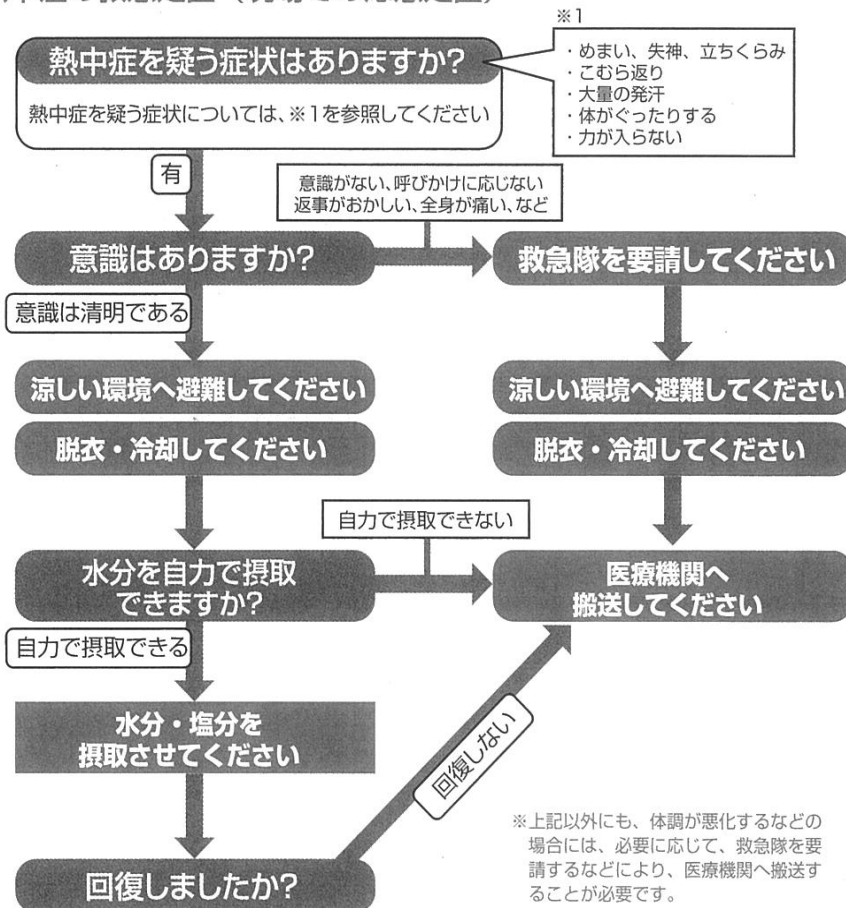 ※1
熱中症を疑う症状はありますか?
熱中症を疑う症状については、※1を参照してください
・めまい、失神、立ちくらみ
・こむら返り
・大量の発汗
・体がぐったりする
・力が入らない
有
意識がない、呼びかけに応じない
返事がおかしい、全身が痛い、など
意識はありますか?
救急隊を要請してください
意識は清明である
涼しい環境へ避難してください
涼しい環境へ避難してください
脱衣・冷却してください
脱衣・冷却してください
自力で摂取できない
水分を自力で摂取
できますか?
医療機関へ
搬送してください
自力で摂取できる
水分・塩分を
摂取させてください
回復しない
回復しましたか?
※上記以外にも、体調が悪化するなどの
場合には、必要に応じて、救急隊を要
請するなどにより、医療機関へ搬送す
ることが必要です。